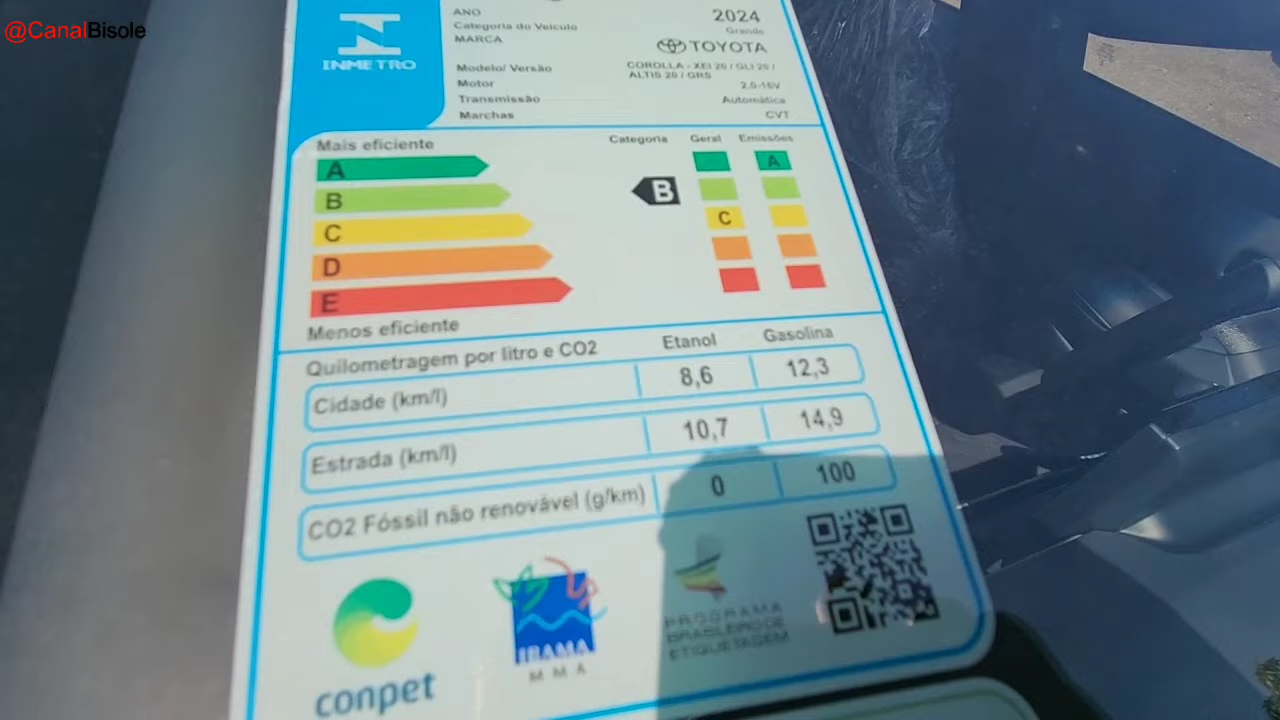 @CanalBisole
INMETRO
ANO 2024
Categoria do Veículo Grande
MARCA TOYOTA
Modelo/ Versão COROLLA - XEI 20 / GLI 20 /
ALTIS 20 / GRS
Motor 2.0-16V
Transmissão Automática
Marchas CVT
Mais eficiente Categoria Geral Emissões
A A
B B
C C
D
E
Menos eficiente
Quilometragem por litro e CO2 Etanol Gasolina
Cidade (km/l) 8,6 12,3
Estrada (km/l) 10,7 14,9
CO2 Fóssil não renovável (g/km) 0 100
conpet
IBAMA
MMA
PROGRAMA
BRASILEIRO DE
ETIQUETAGEM